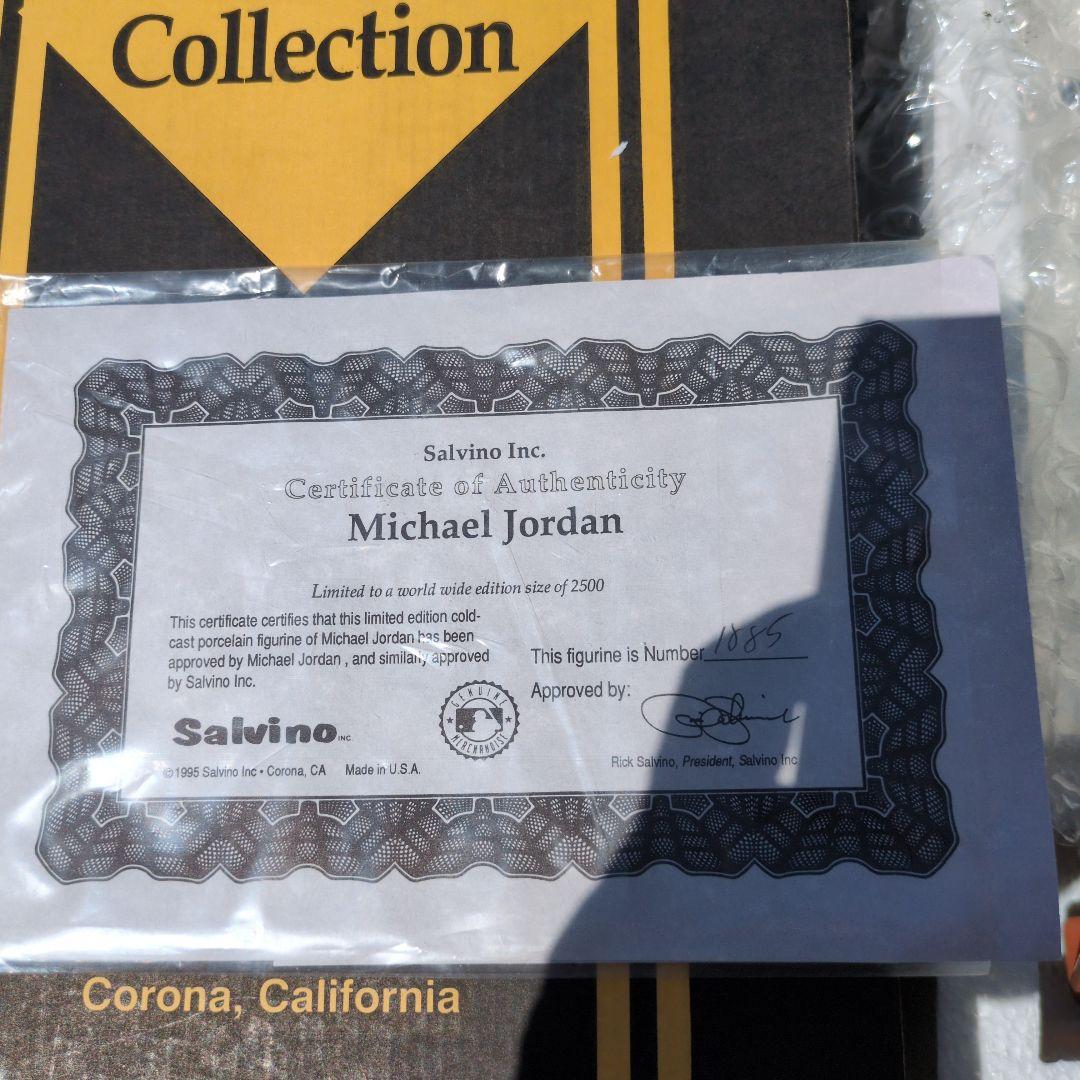 Collection
Salvino Inc.
Certificate of Authenticity
Michael Jordan
Limited to a world wide edition size of 2500
This certificate certifies that this limited edition cold-
cast porcelain figurine of Michael Jordan has been
approved by Michael Jordan , and similarly approved
by Salvino Inc.
This figurine is Number 1885
Approved by:
GENUINE
MERCHANDISE
Salvino INC.
©1995 Salvino Inc • Corona, CA Made in U.S.A.
Rick Salvino, President, Salvino Inc
Corona, California